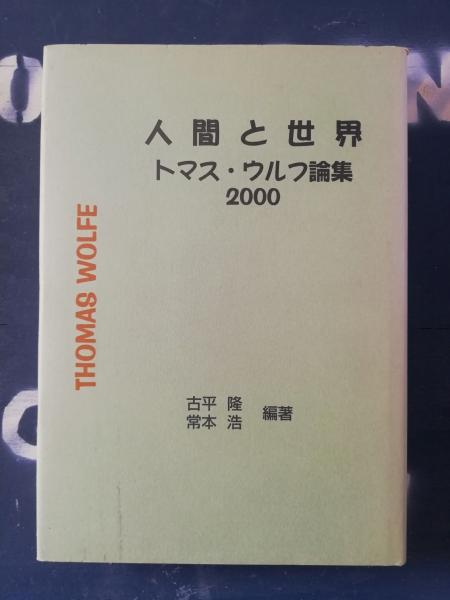 人間と世界
トマス・ウルフ論集
2000
THOMAS WOLFE
古平 隆
常本 浩
編著